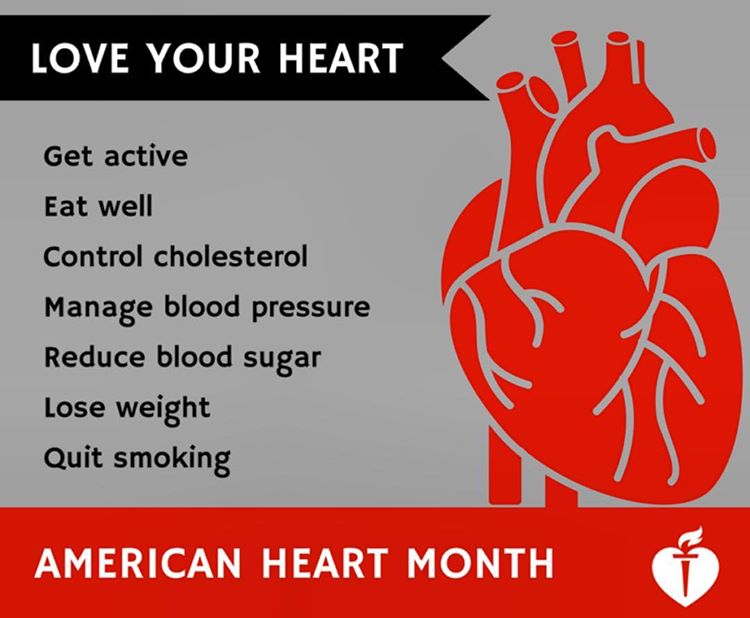 LOVE YOUR HEART
Get active
Eat well
Control cholesterol
Manage blood pressure
Reduce blood sugar
Lose weight
Quit smoking
AMERICAN HEART MONTH